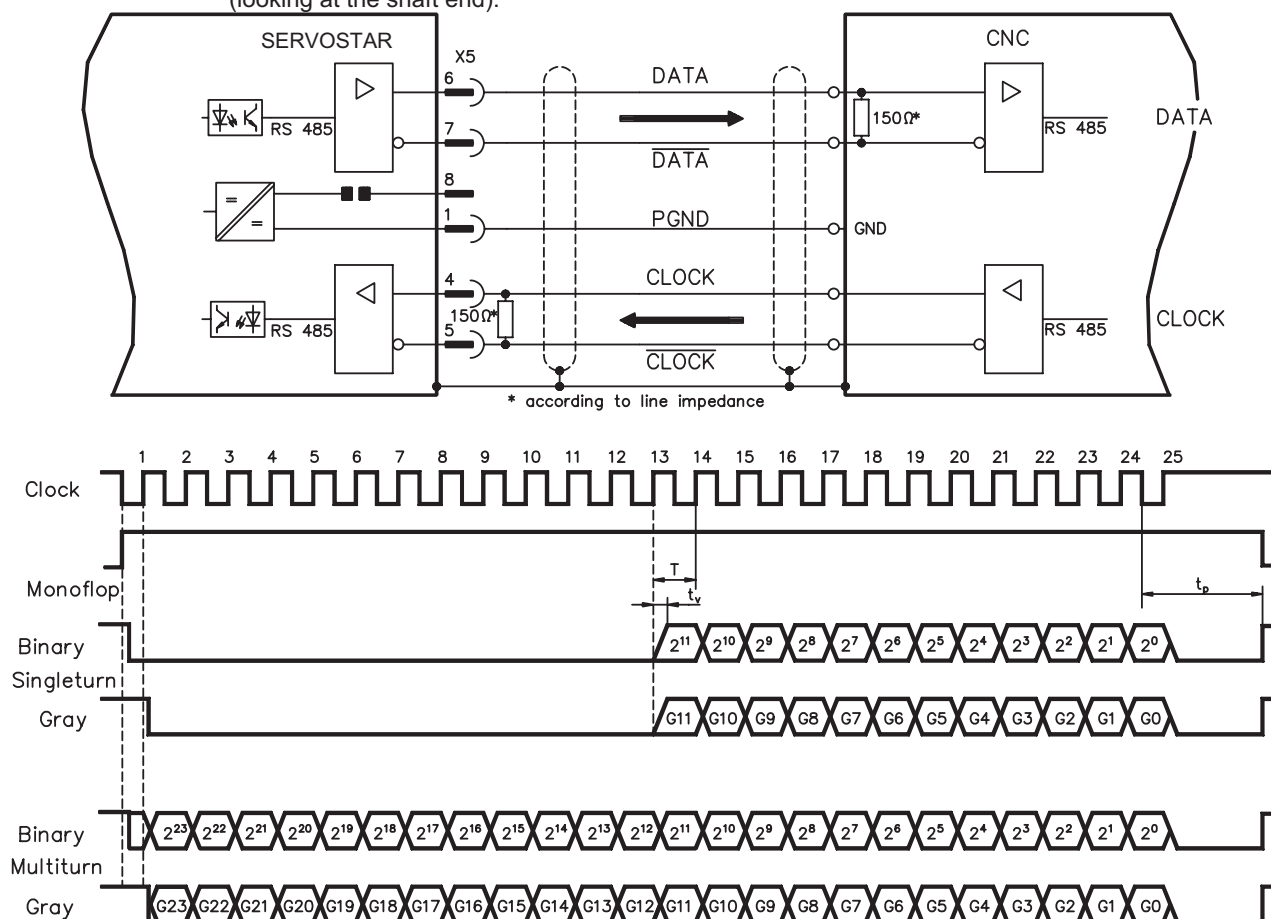 (looking at the shaft end).
SERVOSTAR
CNC
X5
6
DATA
150Ω*
RS 485
RS 485
DATA
7
DATA
8
=
=
1
PGND
GND
4
CLOCK
150Ω*
RS 485
RS 485
CLOCK
5
CLOCK
* according to line impedance
1 2 3 4 5 6 7 8 9 10 11 12 13 14 15 16 17 18 19 20 21 22 23 24 25
Clock
Monoflop
T
tᵥ
tₚ
Binary
2¹¹ 2¹⁰ 2⁹ 2⁸ 2⁷ 2⁶ 2⁵ 2⁴ 2³ 2² 2¹ 2⁰
Singleturn
Gray
G11 G10 G9 G8 G7 G6 G5 G4 G3 G2 G1 G0
Binary
2²³ 2²² 2²¹ 2²⁰ 2¹⁹ 2¹⁸ 2¹⁷ 2¹⁶ 2¹⁵ 2¹⁴ 2¹³ 2¹² 2¹¹ 2¹⁰ 2⁹ 2⁸ 2⁷ 2⁶ 2⁵ 2⁴ 2³ 2² 2¹ 2⁰
Multiturn
Gray
G23 G22 G21 G20 G19 G18 G17 G16 G15 G14 G13 G12 G11 G10 G9 G8 G7 G6 G5 G4 G3 G2 G1 G0